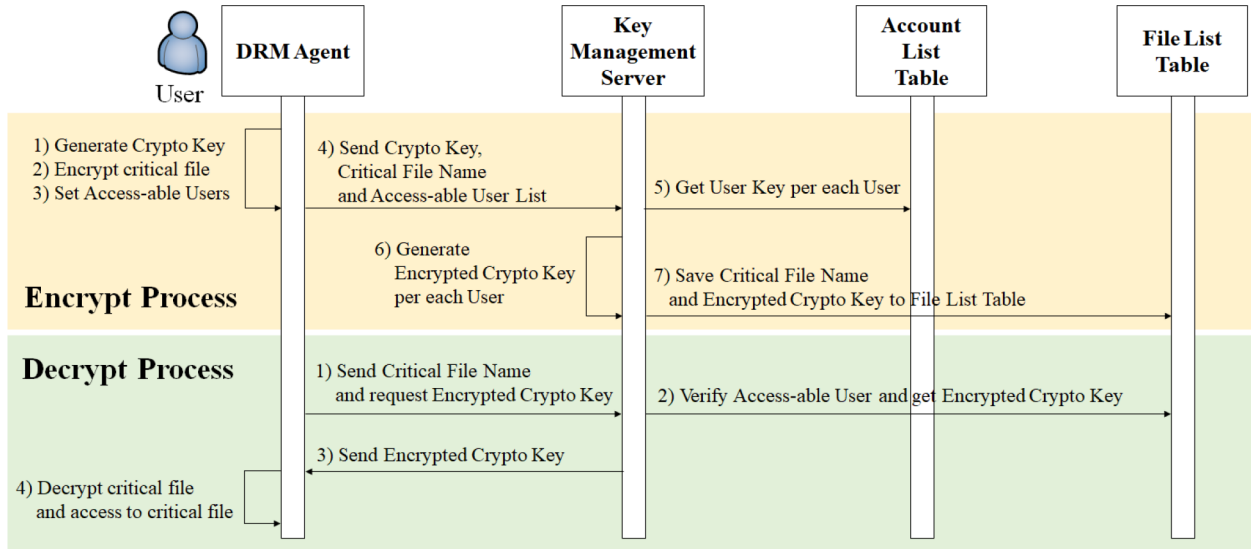 User
DRM Agent
Key
Management
Server
Account
List
Table
File List
Table
1) Generate Crypto Key
2) Encrypt critical file
3) Set Access-able Users
4) Send Crypto Key,
Critical File Name
and Access-able User List
5) Get User Key per each User
6) Generate
Encrypted Crypto Key
per each User
7) Save Critical File Name
and Encrypted Crypto Key to File List Table
Encrypt Process
Decrypt Process
1) Send Critical File Name
and request Encrypted Crypto Key
2) Verify Access-able User and get Encrypted Crypto Key
3) Send Encrypted Crypto Key
4) Decrypt critical file
and access to critical file